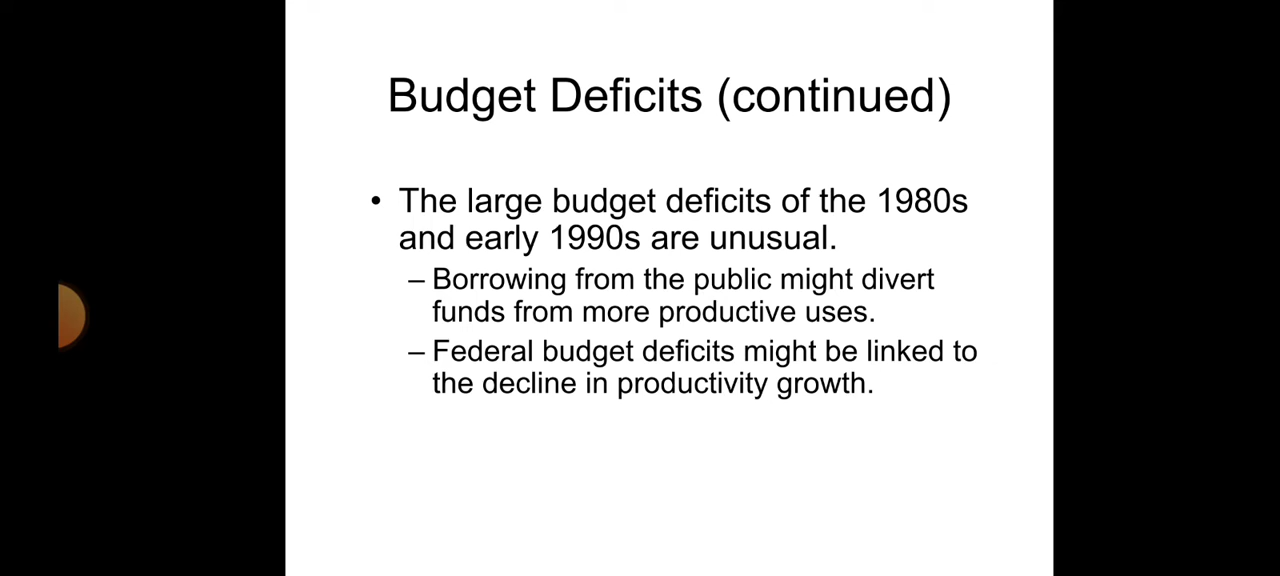 Budget Deficits (continued)
• The large budget deficits of the 1980s
and early 1990s are unusual.
– Borrowing from the public might divert
funds from more productive uses.
– Federal budget deficits might be linked to
the decline in productivity growth.